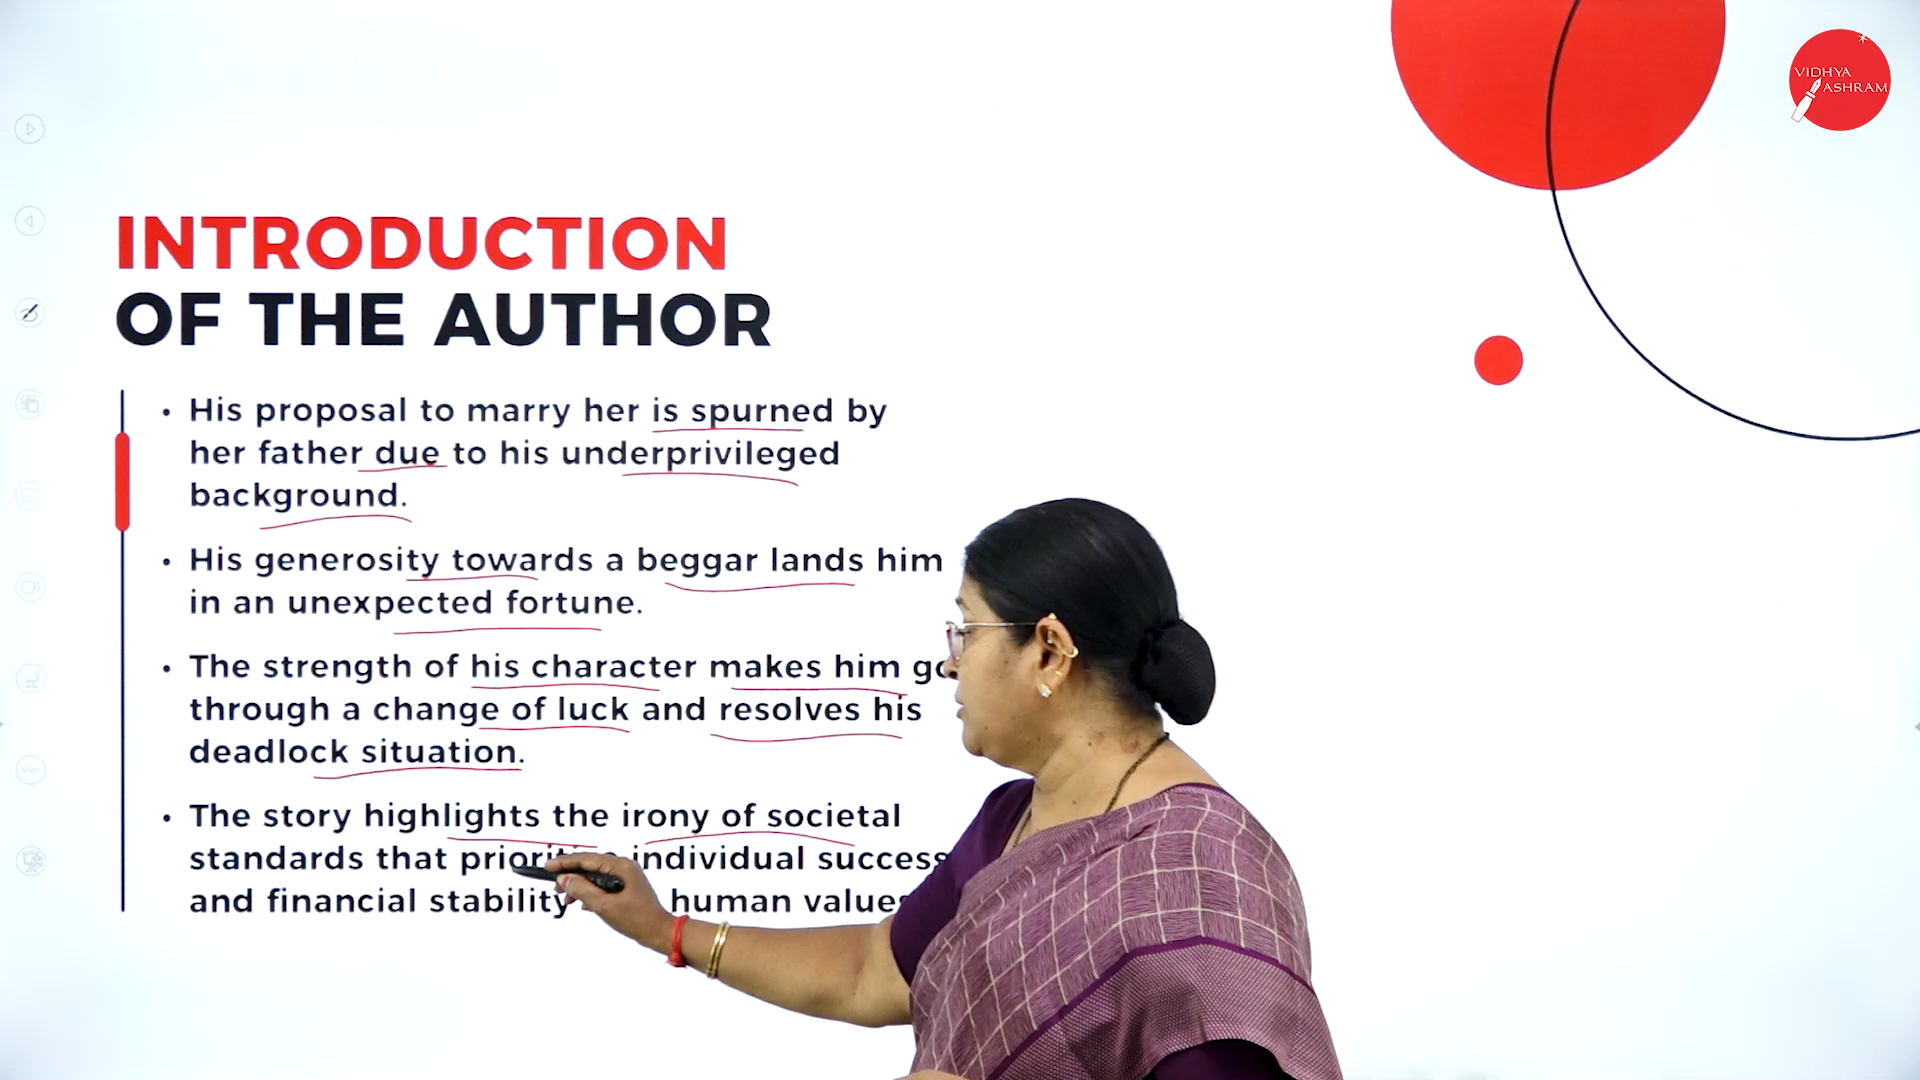 VIDHYA
ASHRAM
INTRODUCTION
OF THE AUTHOR
• His proposal to marry her is spurned by
her father due to his underprivileged
background.
• His generosity towards a beggar lands him
in an unexpected fortune.
• The strength of his character makes him go
through a change of luck and resolves his
deadlock situation.
• The story highlights the irony of societal
standards that individual success
and financial stability human values